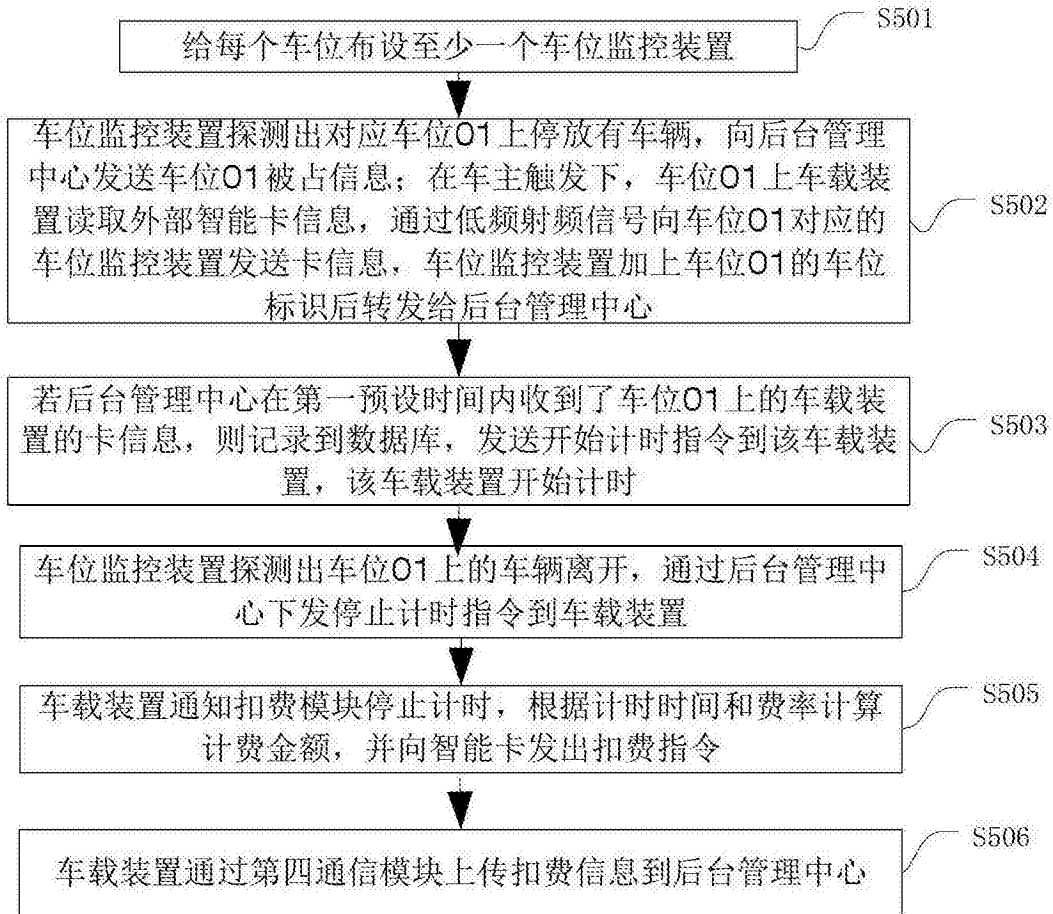 S501
给每个车位布设至少一个车位监控装置
车位监控装置探测出对应车位01上停放有车辆，向后台管理
中心发送车位01被占信息；在车主触发下，车位01上车载装
置读取外部智能卡信息，通过低频射频信号向车位01对应的
车位监控装置发送卡信息，车位监控装置加上车位01的车位
标识后转发给后台管理中心
S502
若后台管理中心在第一预设时间内收到了车位01上的车载装
置的卡信息，则记录到数据库，发送开始计时指令到该车载装
置，该车载装置开始计时
S503
车位监控装置探测出车位01上的车辆离开，通过后台管理中
心下发停止计时指令到车载装置
S504
车载装置通知扣费模块停止计时，根据计时时间和费率计算
计费金额，并向智能卡发出扣费指令
S505
车载装置通过第四通信模块上传扣费信息到后台管理中心
S506